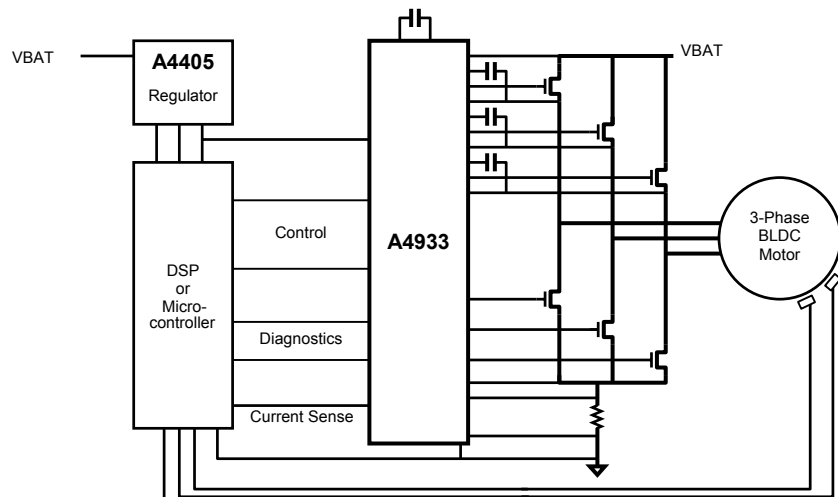 VBAT
A4405
Regulator
VBAT
A4933
Control
DSP
or
Micro-
controller
Diagnostics
Current Sense
3-Phase
BLDC
Motor